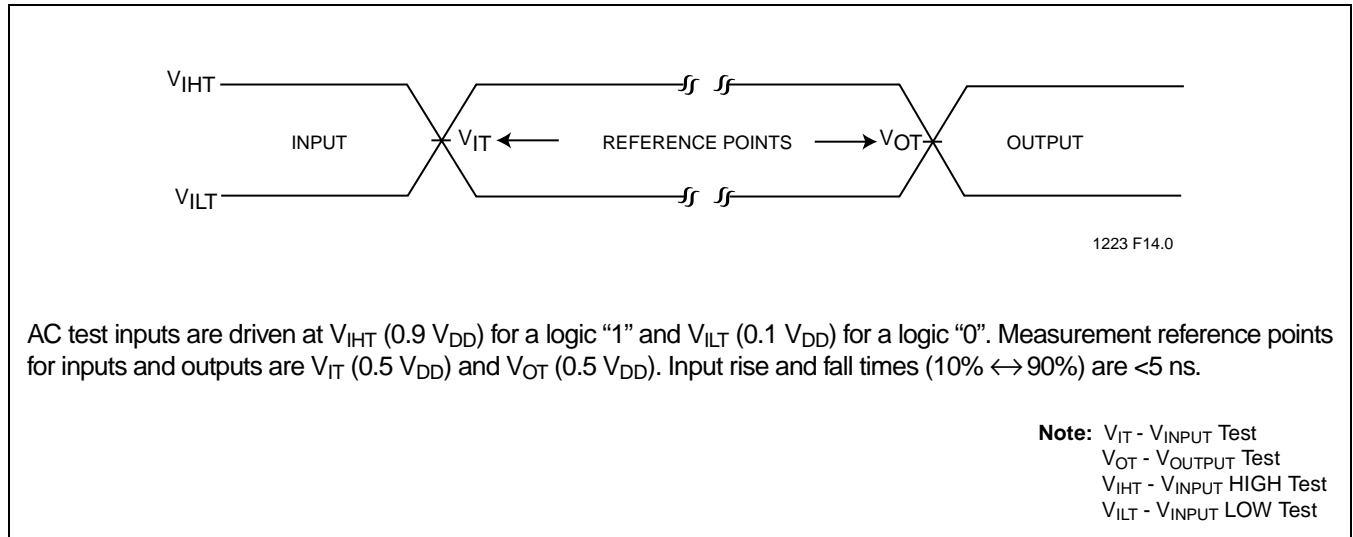 VIHT
INPUT VIT REFERENCE POINTS VOT OUTPUT
VILT
1223 F14.0
AC test inputs are driven at VIHT (0.9 VDD) for a logic “1” and VILT (0.1 VDD) for a logic “0”. Measurement reference points
for inputs and outputs are VIT (0.5 VDD) and VOT (0.5 VDD). Input rise and fall times (10% ↔ 90%) are <5 ns.
Note: VIT - VINPUT Test
VOT - VOUTPUT Test
VIHT - VINPUT HIGH Test
VILT - VINPUT LOW Test